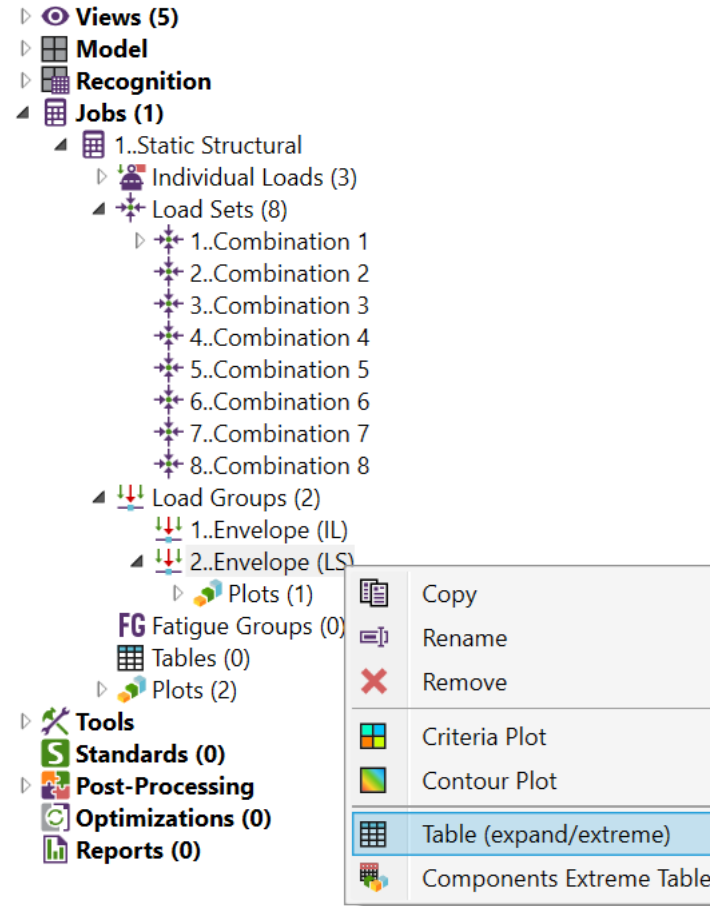 Views (5)
Model
Recognition
Jobs (1)
1..Static Structural
Individual Loads (3)
Load Sets (8)
1..Combination 1
2..Combination 2
3..Combination 3
4..Combination 4
5..Combination 5
6..Combination 6
7..Combination 7
8..Combination 8
Load Groups (2)
1..Envelope (IL)
2..Envelope (LS)
Plots (1)
FG Fatigue Groups (0)
Tables (0)
Plots (2)
Tools
S Standards (0)
Post-Processing
Optimizations (0)
Reports (0)
Copy
Rename
Remove
Criteria Plot
Contour Plot
Table (expand/extreme)
Components Extreme Table